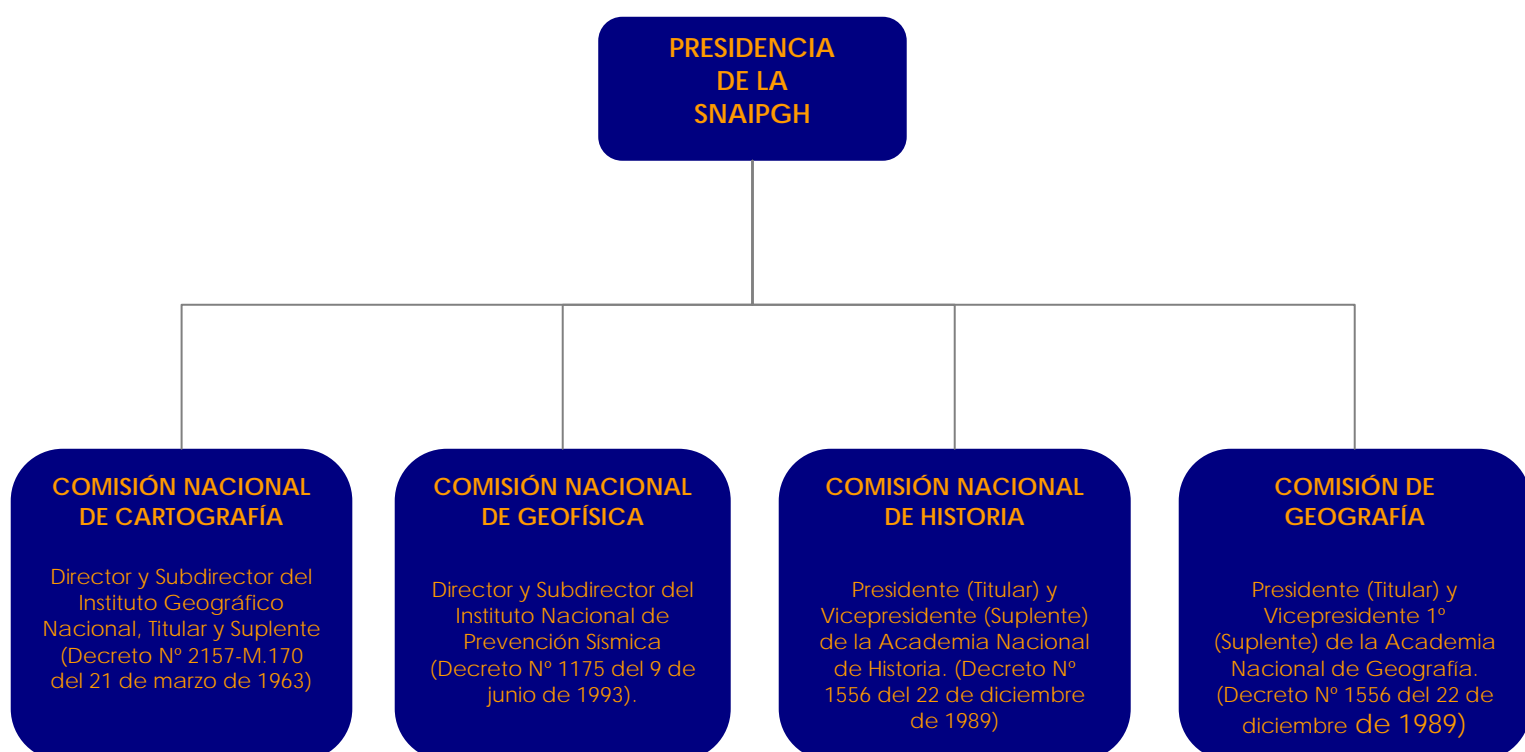 PRESIDENCIA
DE LA
SNAIPGH
COMISIÓN NACIONAL
DE CARTOGRAFÍA
Director y Subdirector del
Instituto Geográfico
Nacional, Titular y Suplente
(Decreto Nº 2157-M.170
del 21 de marzo de 1963)
COMISIÓN NACIONAL
DE GEOFÍSICA
Director y Subdirector del
Instituto Nacional de
Prevención Sísmica
(Decreto Nº 1175 del 9 de
junio de 1993).
COMISIÓN NACIONAL
DE HISTORIA
Presidente (Titular) y
Vicepresidente (Suplente)
de la Academia Nacional
de Historia. (Decreto Nº
1556 del 22 de diciembre
de 1989)
COMISIÓN DE
GEOGRAFÍA
Presidente (Titular) y
Vicepresidente 1º
(Suplente) de la Academia
Nacional de Geografía.
(Decreto Nº 1556 del 22 de
diciembre de 1989)